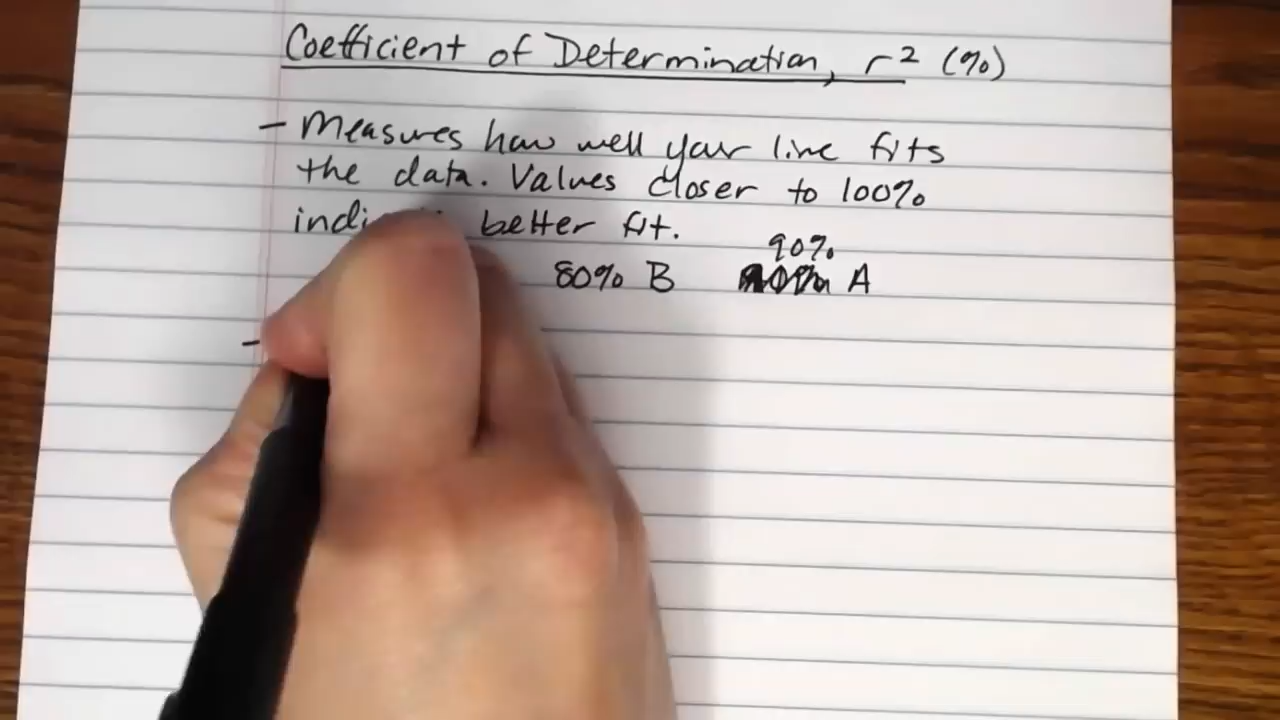 Coefficient of Determination, r² (%)
- Measures how well your line fits
the data. Values closer to 100%
better fit.
90%
80% B A
-